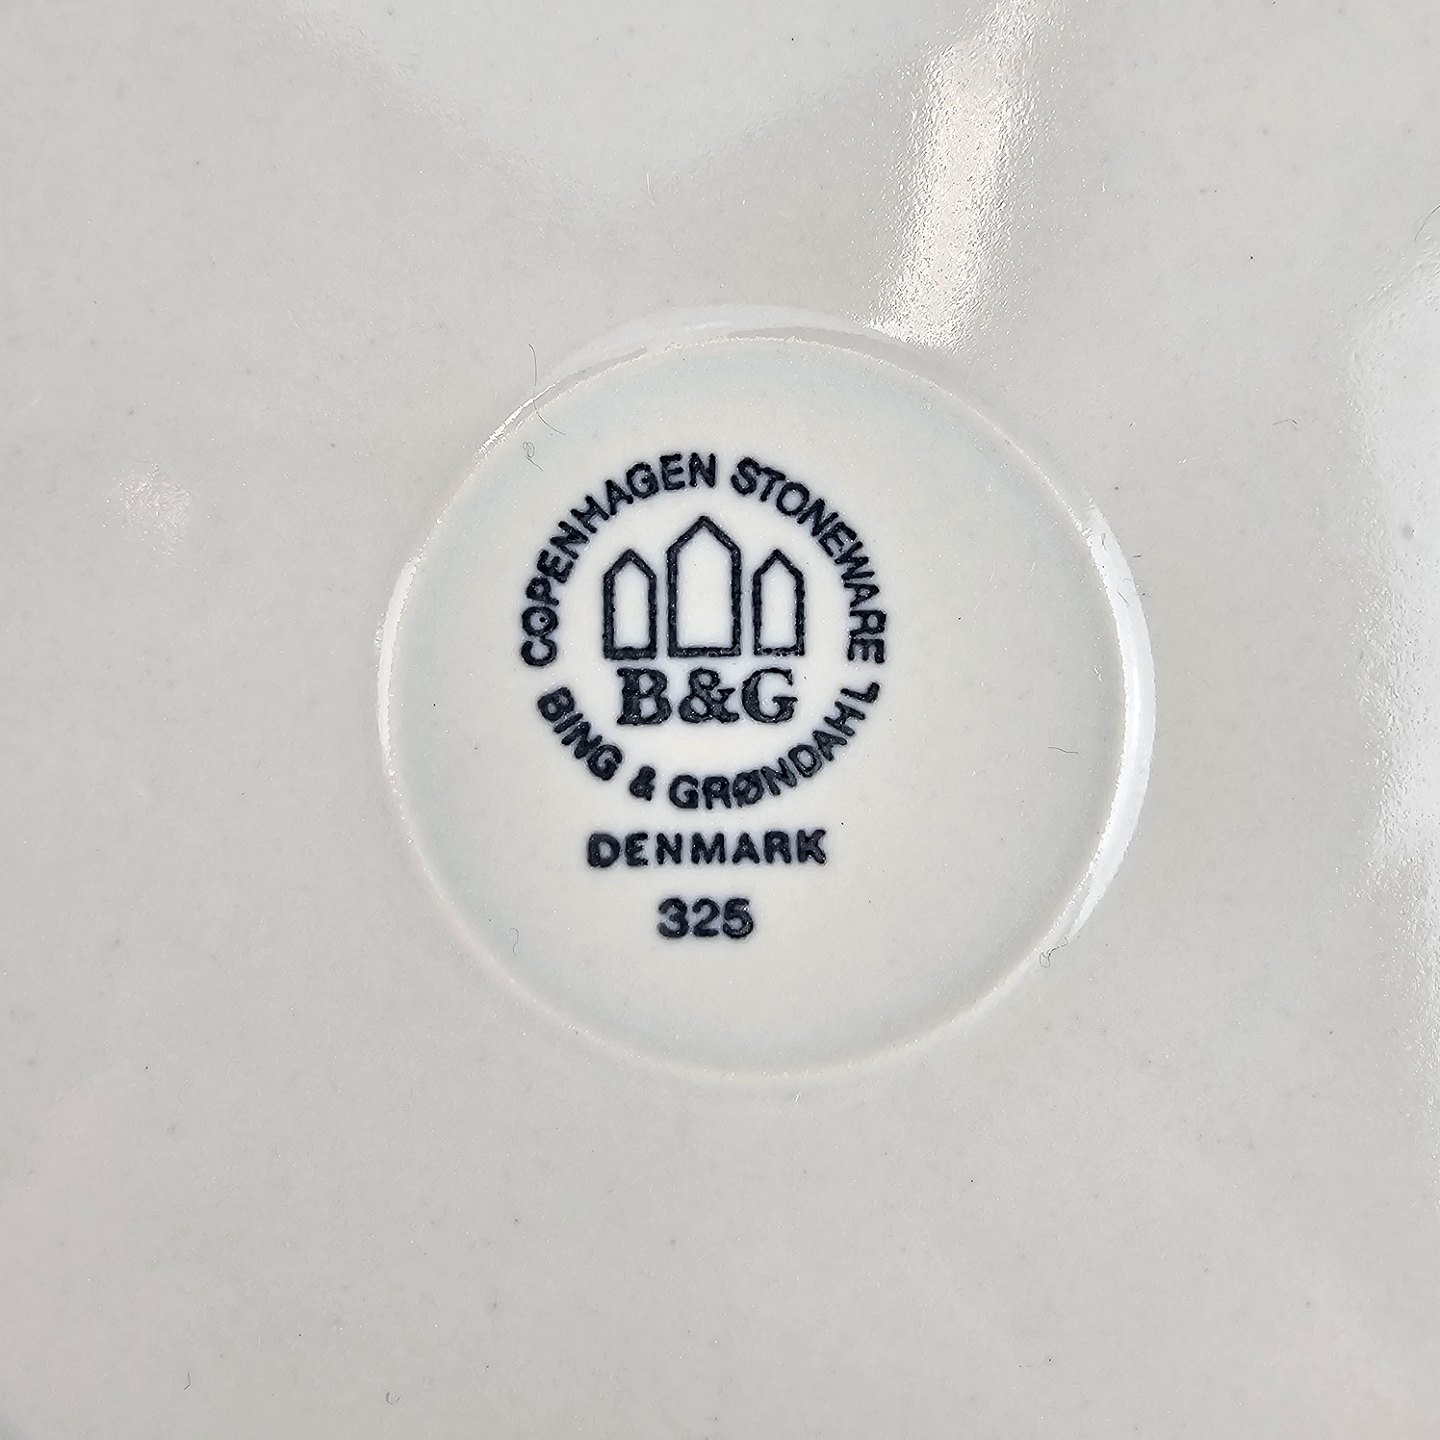 COPENHAGEN STONEWARE
B&G
BING & GRØNDAHL
DENMARK
325